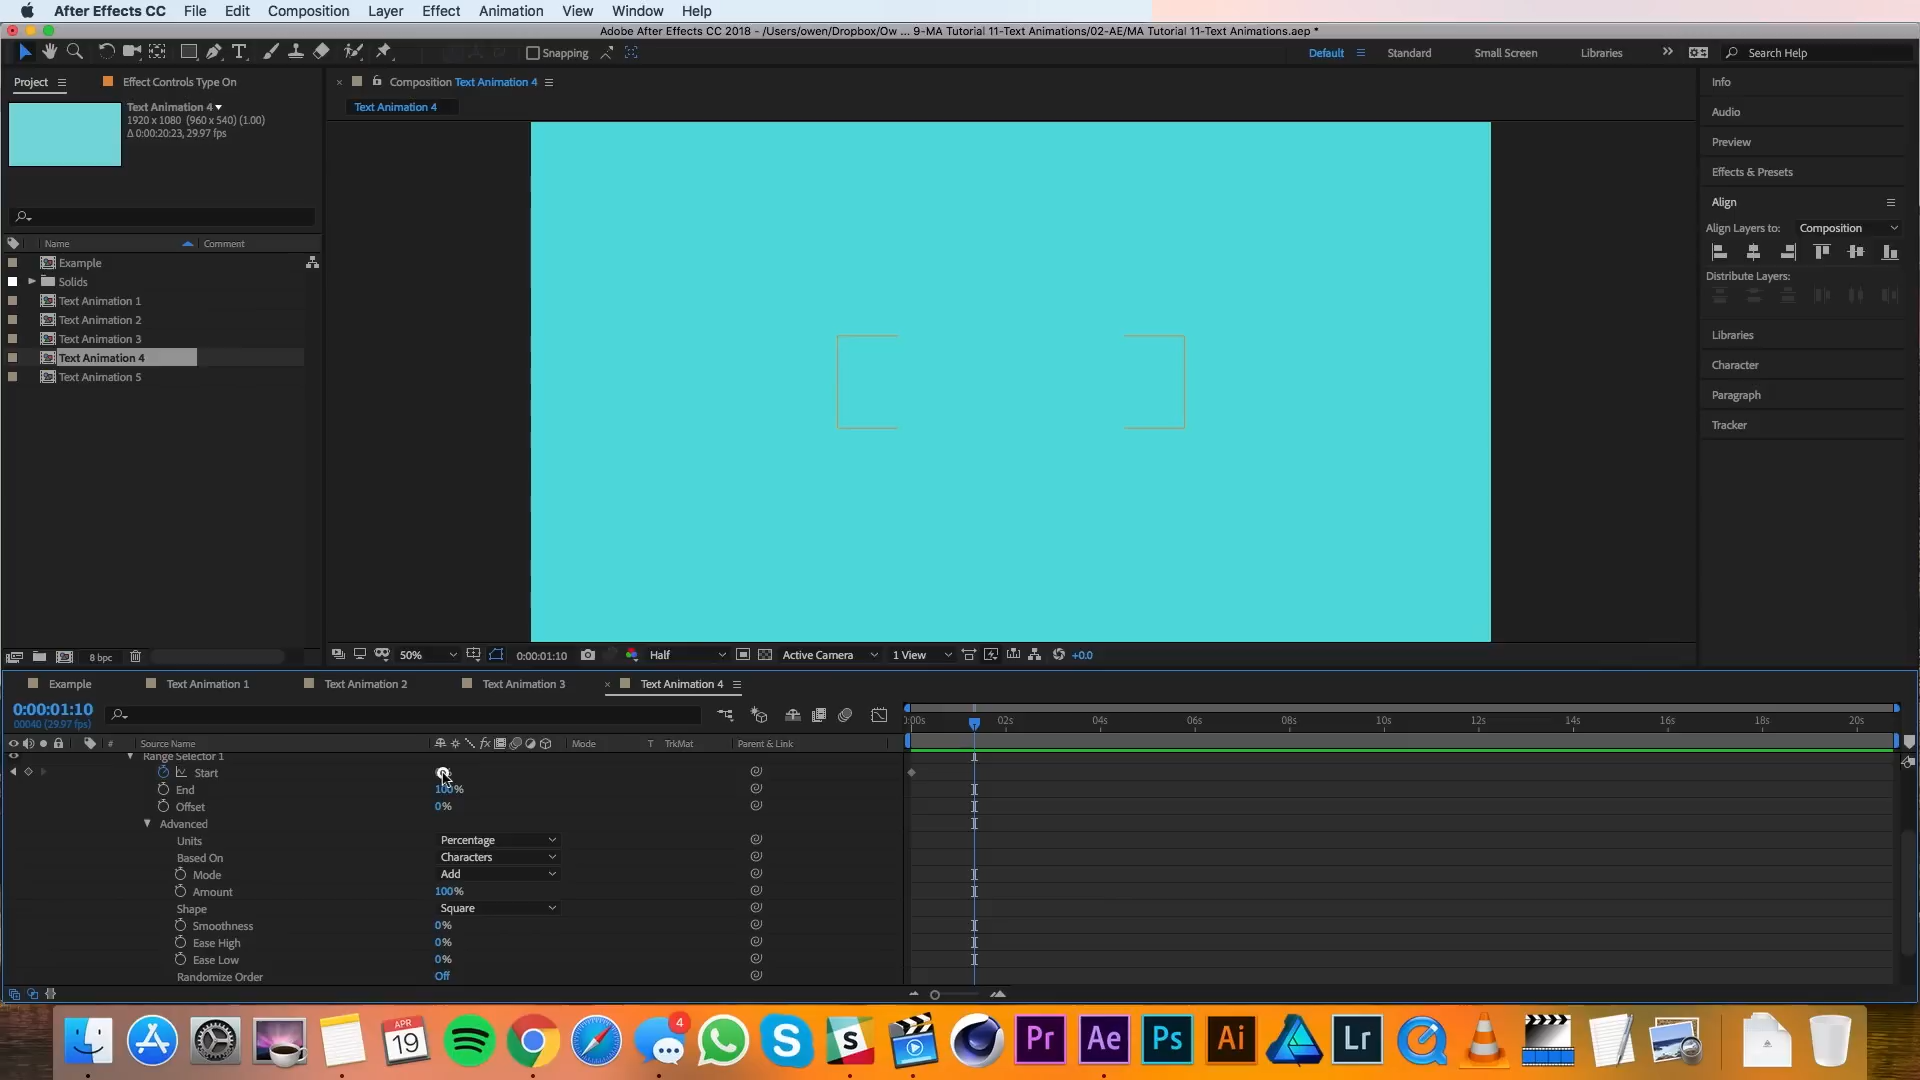 After Effects CC File Edit Composition Layer Effect Animation View Window Help
Adobe After Effects CC 2018 - /Users/owen/Dropbox/Ow ... 9-MA Tutorial 11-Text Animations/02-AE/MA Tutorial 11-Text Animations.aep *
Snapping Default Standard Small Screen Libraries Search Help
Project Effect Controls Type On
Composition Text Animation 4
Text Animation 4
Text Animation 4
1920 x 1080 (960 x 540) (1.00)
Δ 0:00:20:23, 29.97 fps
Name Comment
Example
Solids
Text Animation 1
Text Animation 2
Text Animation 3
Text Animation 4
Text Animation 5
8 bpc
50% 0:00:01:10 Half Active Camera 1 View +0.0
Info
Audio
Preview
Effects & Presets
Align
Align Layers to: Composition
Distribute Layers:
Libraries
Character
Paragraph
Tracker
Example Text Animation 1 Text Animation 2 Text Animation 3 Text Animation 4
0:00:01:10
00040 (29.97 fps)
02s 04s 06s 08s 10s 12s 14s 16s 18s 20s
# Source Name Mode T TrkMat Parent & Link
Range Selector 1
Start
End 100%
Offset 0%
Advanced
Units Percentage
Based On Characters
Mode Add
Amount 100%
Shape Square
Smoothness 0%
Ease High 0%
Ease Low 0%
Randomize Order Off
APR
19
4
Pr Ae Ps Ai Lr